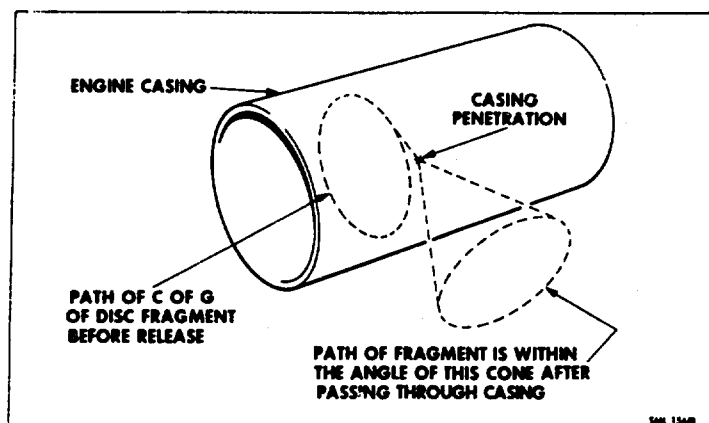 ENGINE CASING
CASING
PENETRATION
PATH OF C OF G
OF DISC FRAGMENT
BEFORE RELEASE
PATH OF FRAGMENT IS WITHIN
THE ANGLE OF THIS CONE AFTER
PASSING THROUGH CASING